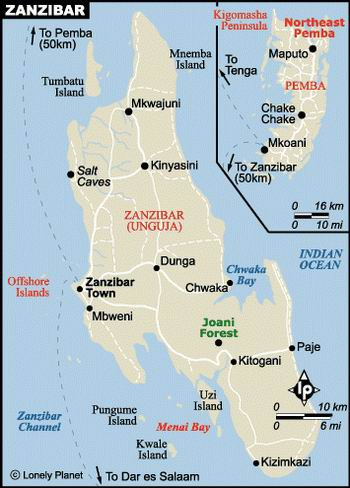 ZANZIBAR
To Pemba
(50km)
Tumbatu
Island
Mnemba
Island
Mkwajuni
Salt
Caves
Kinyasini
ZANZIBAR
(UNGUJA)
Offshore
Islands
Zanzibar
Town
Mbweni
Dunga
Chwaka
Bay
Chwaka
INDIAN
OCEAN
Joani
Forest
Kitogani
Paje
Uzi
Island
Zanzibar
Channel
Pungume
Island
Menai Bay
Kwale
Island
Kizimkazi
To Dar es Salaam
© Lonely Planet
lp
0 10 km
0 6 mi
Kigomasha
Peninsula
Northeast
Pemba
Maputo
To
Tenga
PEMBA
Chake
Chake
Mkoani
To Zanzibar
(50km)
0 16 km
0 10 mi